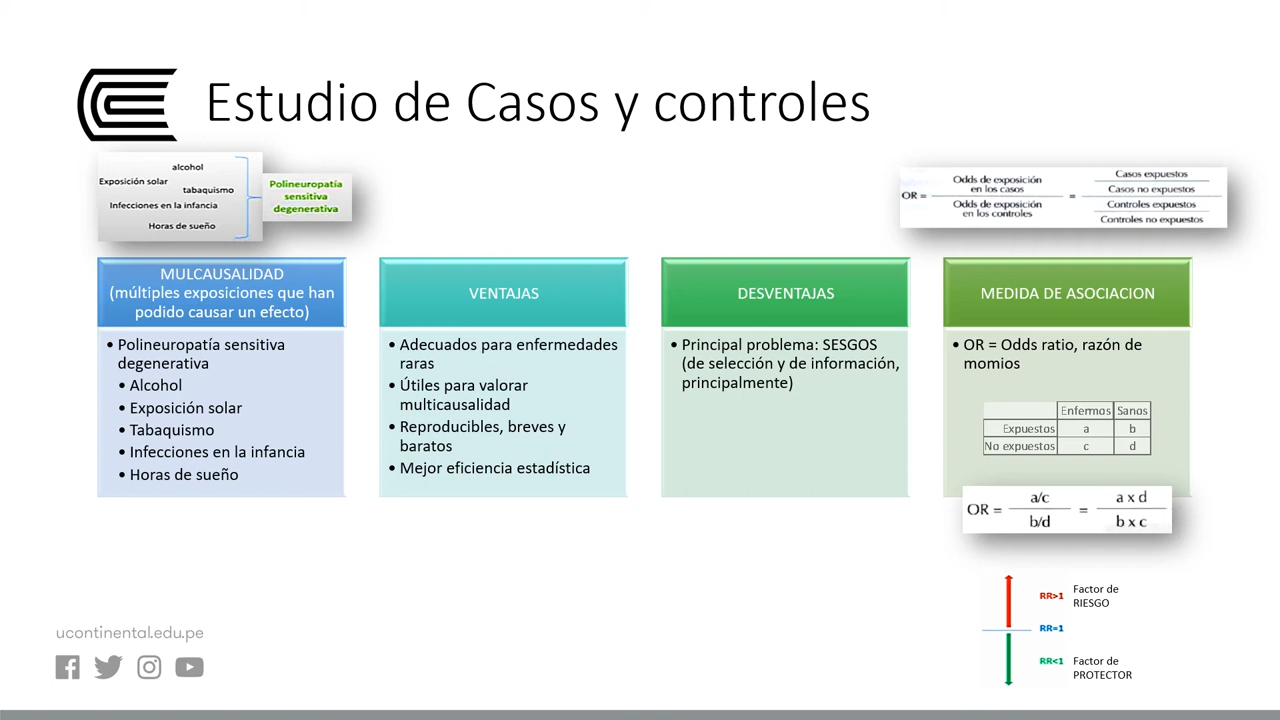 Estudio de Casos y controles
alcohol
Exposición solar
tabaquismo
Infecciones en la infancia
Horas de sueño
Polineuropatía
sensitiva
degenerativa
OR =
Odds de exposición
en los casos
Odds de exposición
en los controles
=
Casos expuestos
Casos no expuestos
Controles expuestos
Controles no expuestos
MULCAUSALIDAD
(múltiples exposiciones que han
podido causar un efecto)
• Polineuropatía sensitiva
degenerativa
• Alcohol
• Exposición solar
• Tabaquismo
• Infecciones en la infancia
• Horas de sueño
VENTAJAS
• Adecuados para enfermedades
raras
• Útiles para valorar
multicausalidad
• Reproducibles, breves y
baratos
• Mejor eficiencia estadística
DESVENTAJAS
• Principal problema: SESGOS
(de selección y de información,
principalmente)
MEDIDA DE ASOCIACION
• OR = Odds ratio, razón de
momios
Enfermos Sanos
Expuestos a b
No expuestos c d
OR = a/c = a x d
b/d b x c
RR>1 Factor de
RIESGO
RR=1
RR<1 Factor de
PROTECTOR
ucontinental.edu.pe